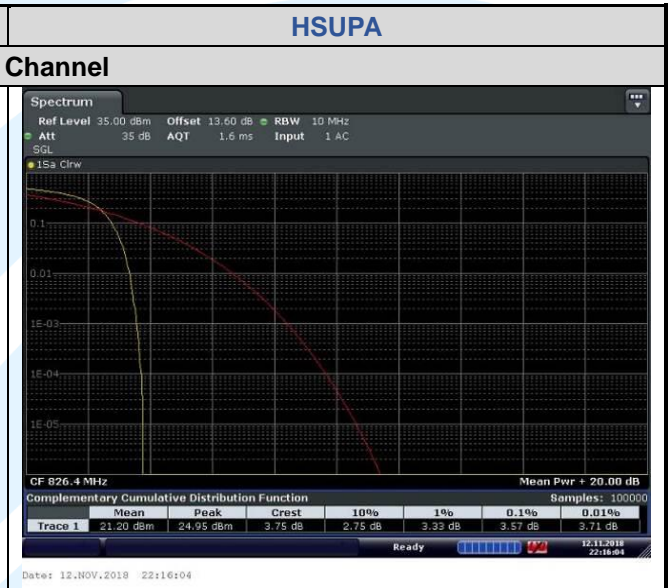 HSUPA
Channel
Spectrum
Ref Level 35.00 dBm Offset 13.60 dB RBW 10 MHz
Att 35 dB AQT 1.6 ms Input 1 AC
SGL
1Sa Clrw
0.1
0.01
1E-03
1E-04
1E-05
CF 826.4 MHz Mean Pwr + 20.00 dB
Complementary Cumulative Distribution Function Samples: 100000
Mean Peak Crest 10% 1% 0.1% 0.01%
Trace 1 21.20 dBm 24.95 dBm 3.75 dB 2.75 dB 3.33 dB 3.57 dB 3.71 dB
Ready 12.11.2018
22:16:04
Date: 12.NOV.2018 22:16:04